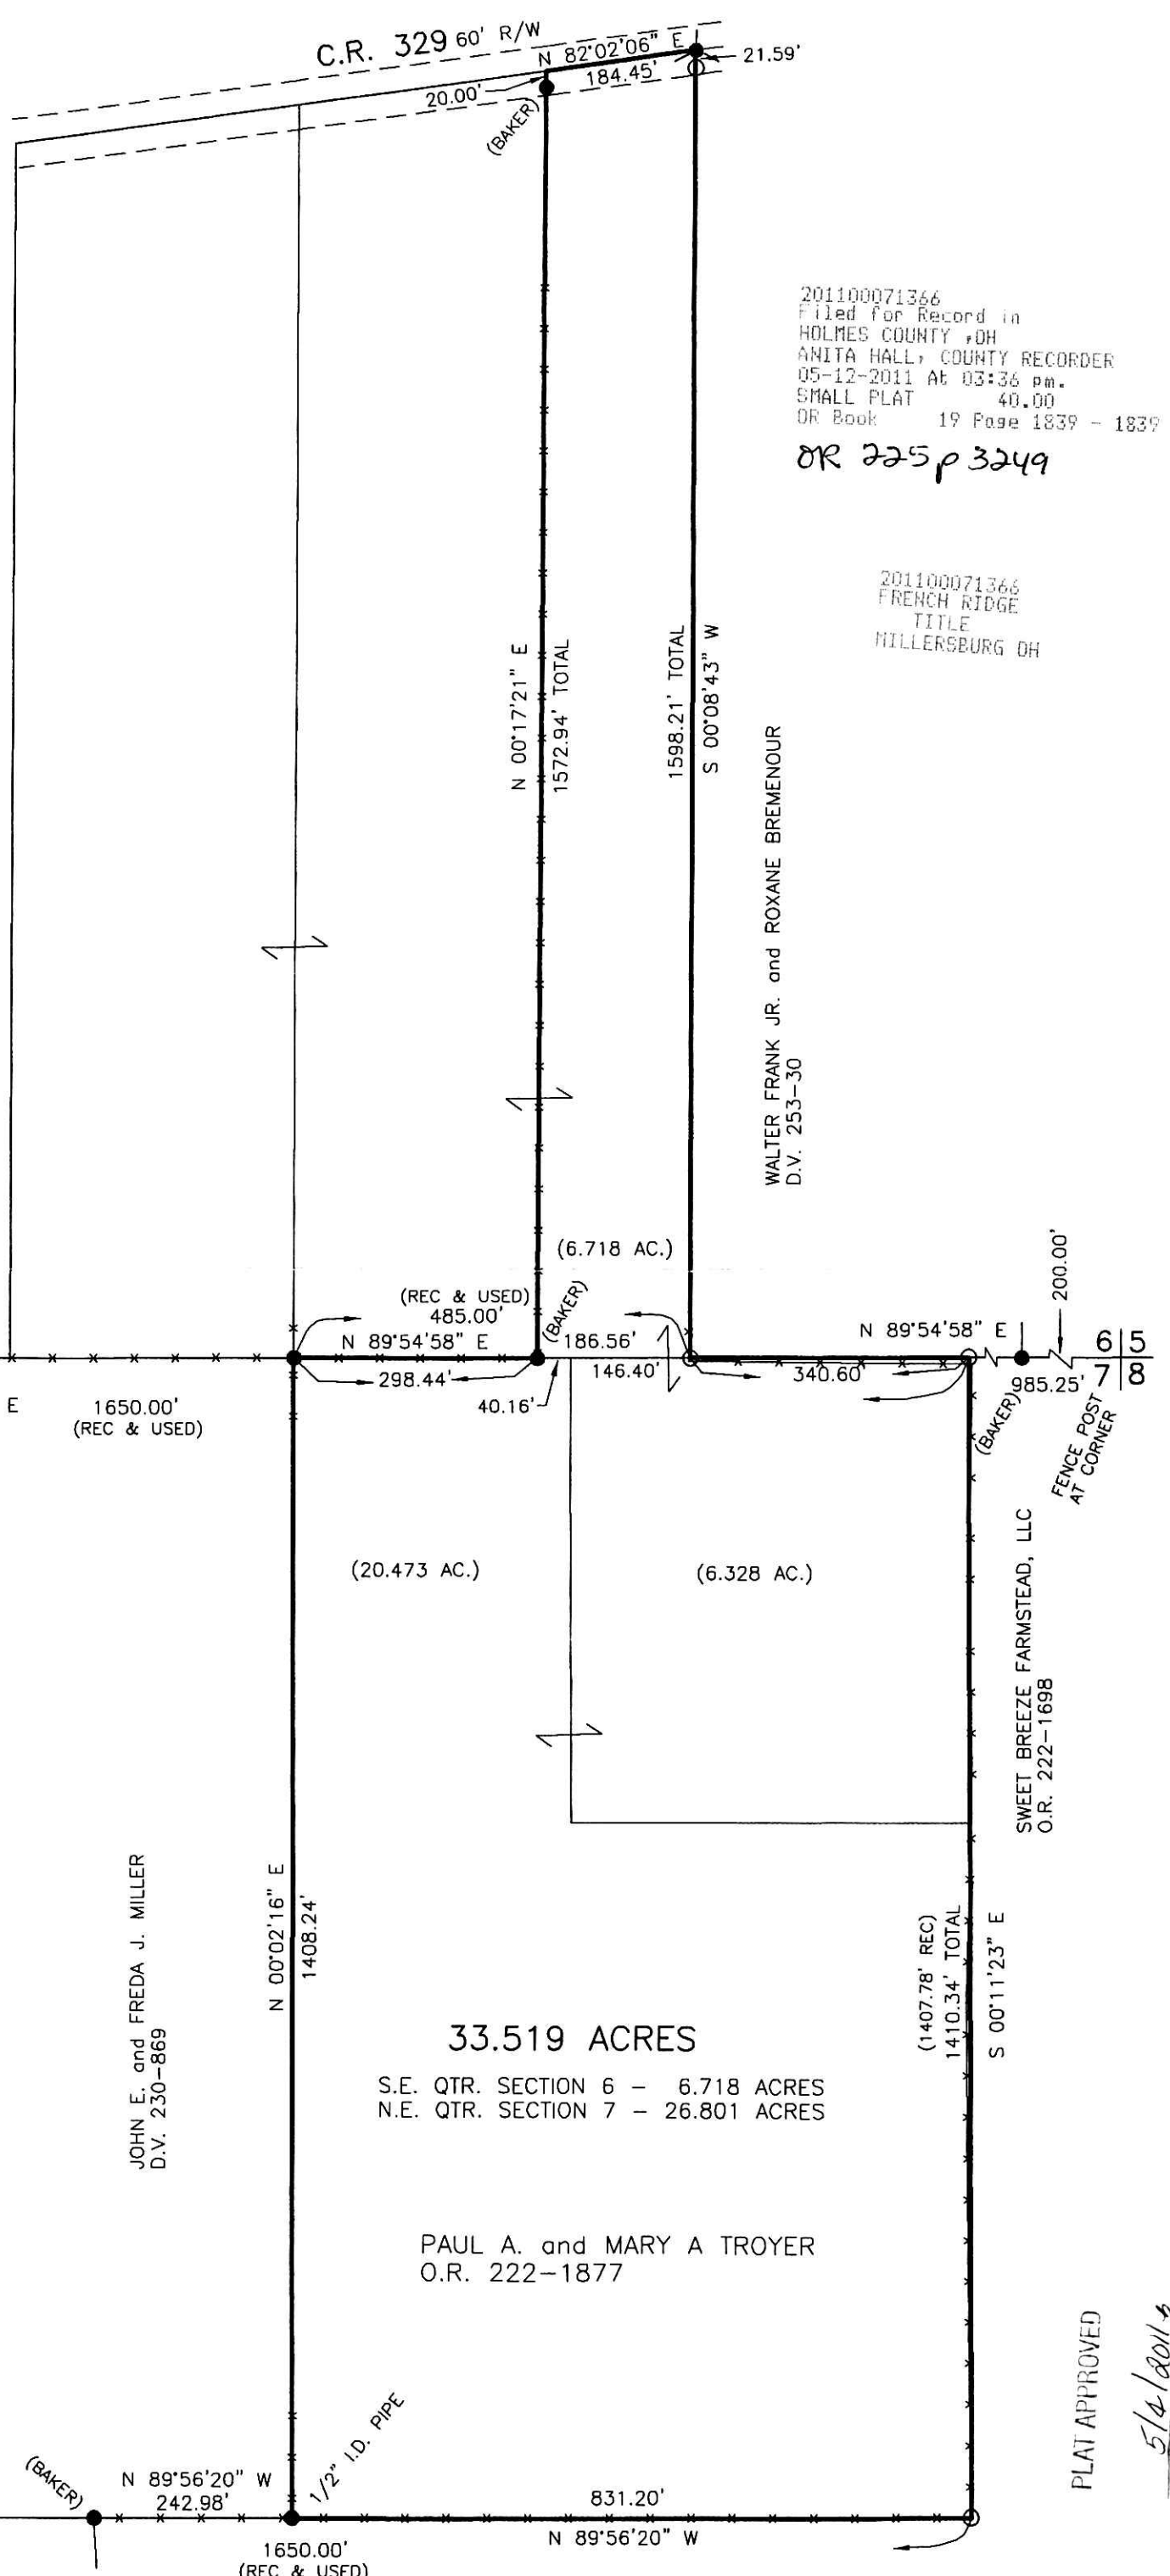 C.R. 329 60' R/W
N 82°02'06" E
184.45'
21.59'
20.00'
(BAKER)
201100071366
Filed for Record in
HOLMES COUNTY ,OH
ANITA HALL, COUNTY RECORDER
05-12-2011 At 03:36 pm.
SMALL PLAT 40.00
OR Book 19 Page 1839 - 1839
OR 225 p 3249
201100071366
FRENCH RIDGE
TITLE
MILLERSBURG OH
N 00°17'21" E
1572.94' TOTAL
1598.21' TOTAL
S 00°08'43" W
WALTER FRANK JR. and ROXANE BREMENOUR
D.V. 253-30
(6.718 AC.)
(REC & USED)
485.00'
(BAKER)
200.00'
N 89°54'58" E
186.56'
N 89°54'58" E
6 5
7 8
298.44'
40.16'
146.40'
340.60'
985.25'
(BAKER)
FENCE POST
AT CORNER
E
1650.00'
(REC & USED)
(20.473 AC.)
(6.328 AC.)
SWEET BREEZE FARMSTEAD, LLC
O.R. 222-1698
JOHN E. and FREDA J. MILLER
D.V. 230-869
N 00°02'16" E
1408.24'
(1407.78' REC)
1410.34' TOTAL
S 00°11'23" E
33.519 ACRES
S.E. QTR. SECTION 6 - 6.718 ACRES
N.E. QTR. SECTION 7 - 26.801 ACRES
PAUL A. and MARY A TROYER
O.R. 222-1877
PLAT APPROVED
5/4/2011
(BAKER)
N 89°56'20" W
242.98'
1/2" I.D. PIPE
831.20'
N 89°56'20" W
1650.00'
(REC & USED)